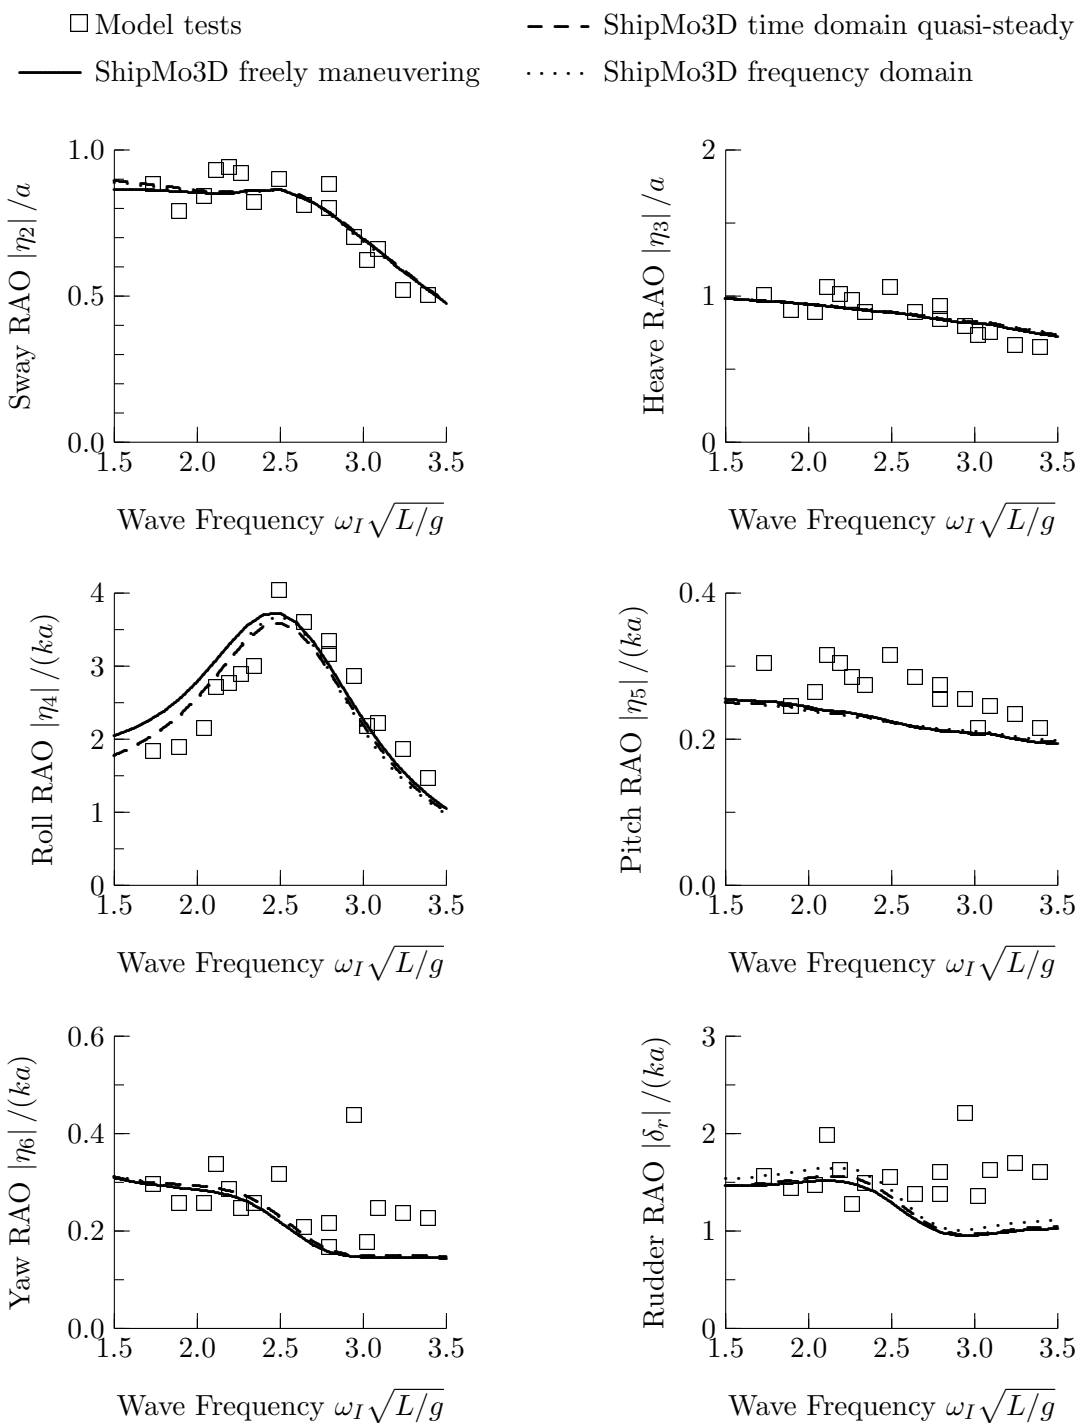 Model tests
ShipMo3D time domain quasi-steady
ShipMo3D freely maneuvering
ShipMo3D frequency domain
Sway RAO |η₂|/a
1.0
0.5
0.0
1.5 2.0 2.5 3.0 3.5
Wave Frequency ω_I√(L/g)
Heave RAO |η₃|/a
2
1
0
1.5 2.0 2.5 3.0 3.5
Wave Frequency ω_I√(L/g)
Roll RAO |η₄|/(ka)
4
3
2
1
0
1.5 2.0 2.5 3.0 3.5
Wave Frequency ω_I√(L/g)
Pitch RAO |η₅|/(ka)
0.4
0.2
0.0
1.5 2.0 2.5 3.0 3.5
Wave Frequency ω_I√(L/g)
Yaw RAO |η₆|/(ka)
0.6
0.4
0.2
0.0
1.5 2.0 2.5 3.0 3.5
Wave Frequency ω_I√(L/g)
Rudder RAO |δ_r|/(ka)
3
2
1
0
1.5 2.0 2.5 3.0 3.5
Wave Frequency ω_I√(L/g)